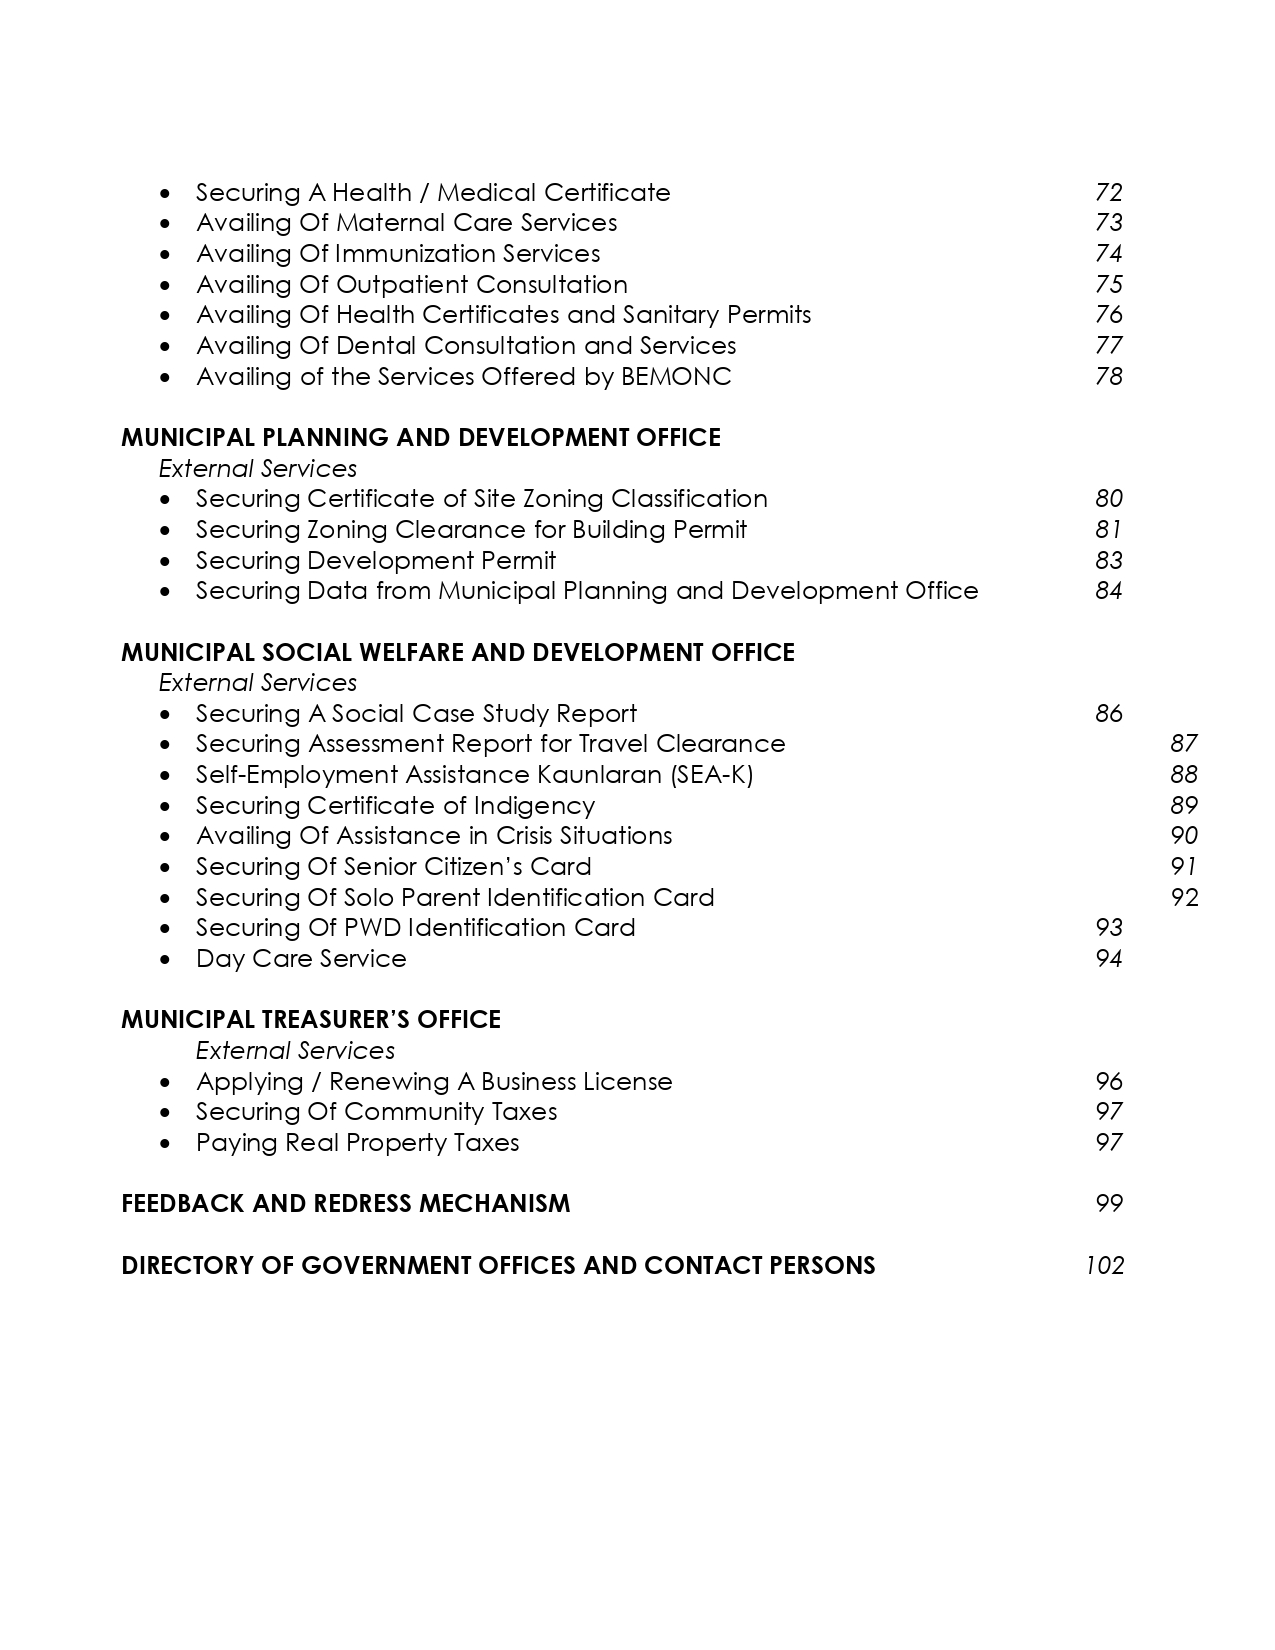 • Securing A Health / Medical Certificate 72
• Availing Of Maternal Care Services 73
• Availing Of Immunization Services 74
• Availing Of Outpatient Consultation 75
• Availing Of Health Certificates and Sanitary Permits 76
• Availing Of Dental Consultation and Services 77
• Availing of the Services Offered by BEMONC 78
MUNICIPAL PLANNING AND DEVELOPMENT OFFICE
External Services
• Securing Certificate of Site Zoning Classification 80
• Securing Zoning Clearance for Building Permit 81
• Securing Development Permit 83
• Securing Data from Municipal Planning and Development Office 84
MUNICIPAL SOCIAL WELFARE AND DEVELOPMENT OFFICE
External Services
• Securing A Social Case Study Report 86
• Securing Assessment Report for Travel Clearance 87
• Self-Employment Assistance Kaunlaran (SEA-K) 88
• Securing Certificate of Indigency 89
• Availing Of Assistance in Crisis Situations 90
• Securing Of Senior Citizen’s Card 91
• Securing Of Solo Parent Identification Card 92
• Securing Of PWD Identification Card 93
• Day Care Service 94
MUNICIPAL TREASURER’S OFFICE
External Services
• Applying / Renewing A Business License 96
• Securing Of Community Taxes 97
• Paying Real Property Taxes 97
FEEDBACK AND REDRESS MECHANISM 99
DIRECTORY OF GOVERNMENT OFFICES AND CONTACT PERSONS 102